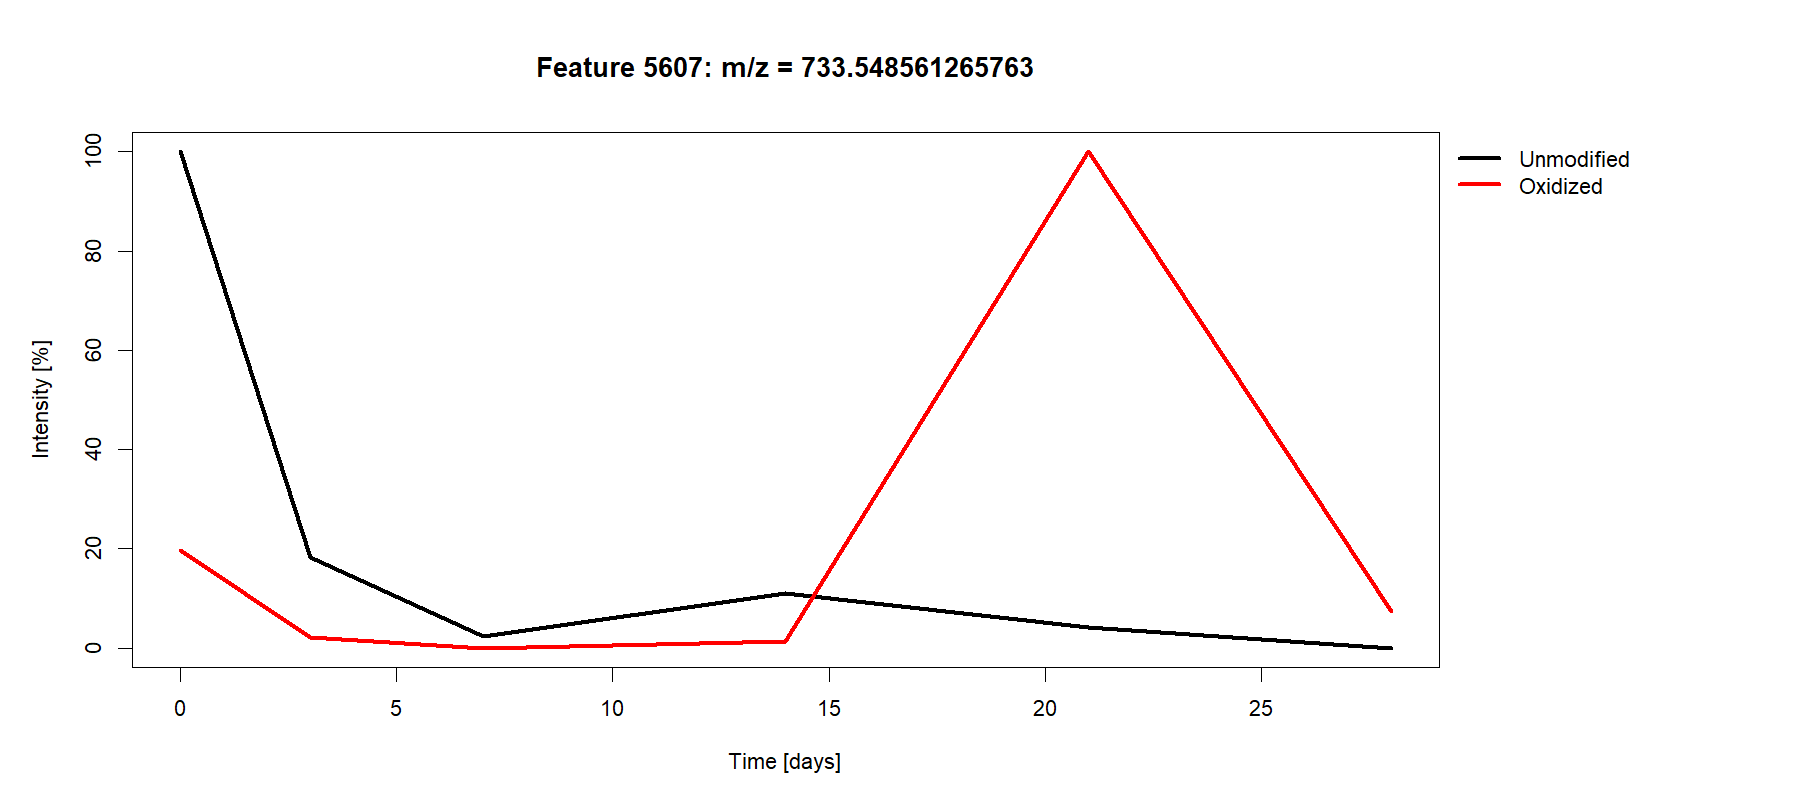 Feature 5607: m/z = 733.548561265763
Unmodified
Oxidized
100
80
60
40
20
0
Intensity [%]
0 5 10 15 20 25
Time [days]